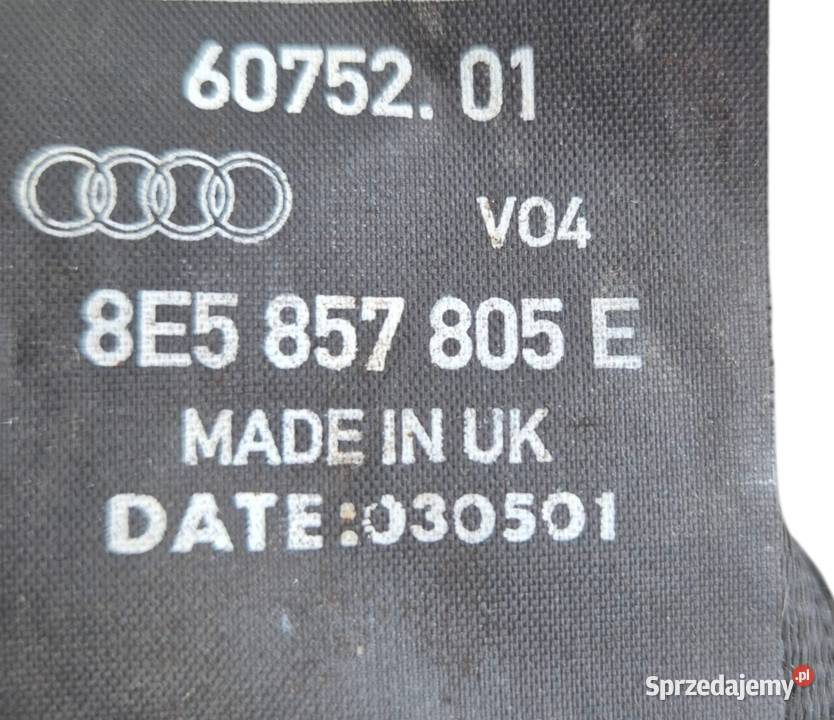 60752.01
V04
8E5 857 805 E
MADE IN UK
DATE:030501
Sprzedajemy.pl